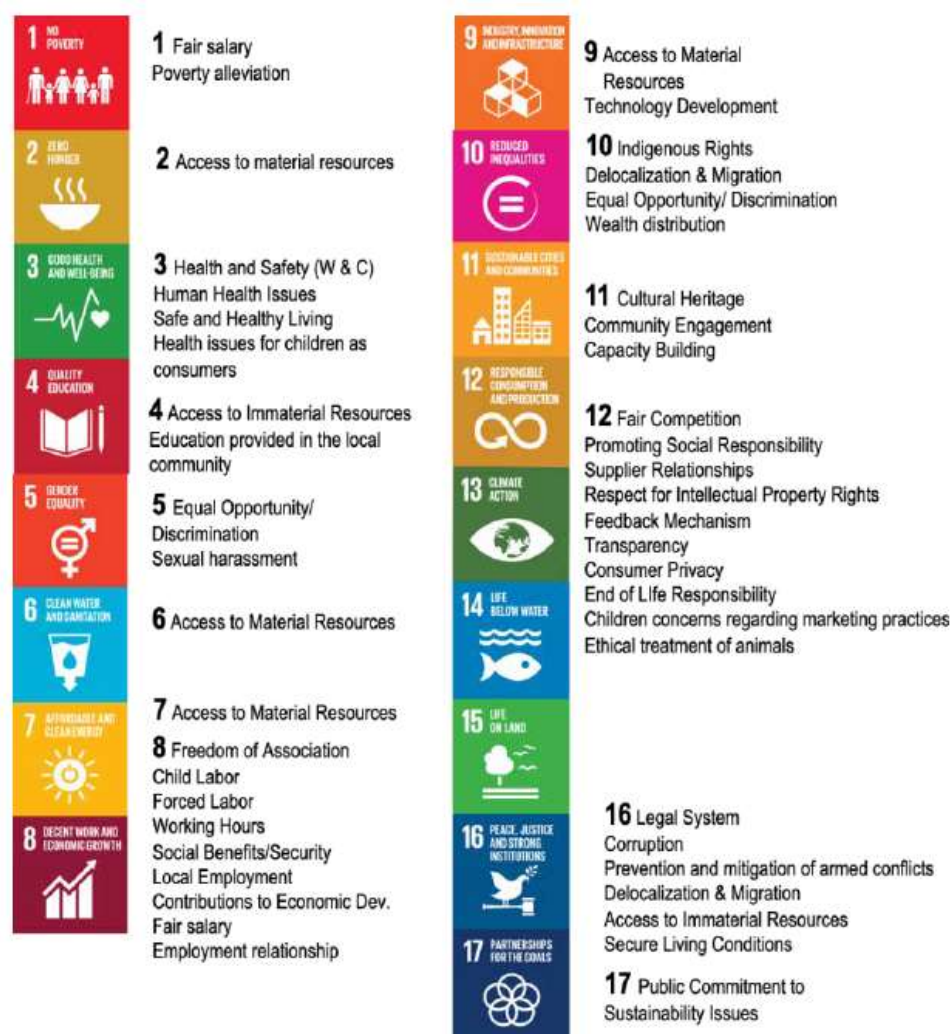 1 NO
POVERTY
1 Fair salary
Poverty alleviation
2 ZERO
HUNGER
2 Access to material resources
3 GOOD HEALTH
AND WELL-BEING
3 Health and Safety (W & C)
Human Health Issues
Safe and Healthy Living
Health issues for children as
consumers
4 QUALITY
EDUCATION
4 Access to Immaterial Resources
Education provided in the local
community
5 GENDER
EQUALITY
5 Equal Opportunity/
Discrimination
Sexual harassment
6 CLEAN WATER
AND SANITATION
6 Access to Material Resources
7 AFFORDABLE AND
CLEAN ENERGY
7 Access to Material Resources
8 DECENT WORK AND
ECONOMIC GROWTH
8 Freedom of Association
Child Labor
Forced Labor
Working Hours
Social Benefits/Security
Local Employment
Contributions to Economic Dev.
Fair salary
Employment relationship
9 INDUSTRY, INNOVATION
AND INFRASTRUCTURE
9 Access to Material
Resources
Technology Development
10 REDUCED
INEQUALITIES
10 Indigenous Rights
Delocalization & Migration
Equal Opportunity/ Discrimination
Wealth distribution
11 SUSTAINABLE CITIES
AND COMMUNITIES
11 Cultural Heritage
Community Engagement
Capacity Building
12 RESPONSIBLE
CONSUMPTION
AND PRODUCTION
12 Fair Competition
Promoting Social Responsibility
Supplier Relationships
Respect for Intellectual Property Rights
Feedback Mechanism
Transparency
Consumer Privacy
End of LIfe Responsibility
Children concerns regarding marketing practices
Ethical treatment of animals
13 CLIMATE
ACTION
14 LIFE
BELOW WATER
15 LIFE
ON LAND
16 PEACE, JUSTICE
AND STRONG
INSTITUTIONS
16 Legal System
Corruption
Prevention and mitigation of armed conflicts
Delocalization & Migration
Access to Immaterial Resources
Secure Living Conditions
17 PARTNERSHIPS
FOR THE GOALS
17 Public Commitment to
Sustainability Issues